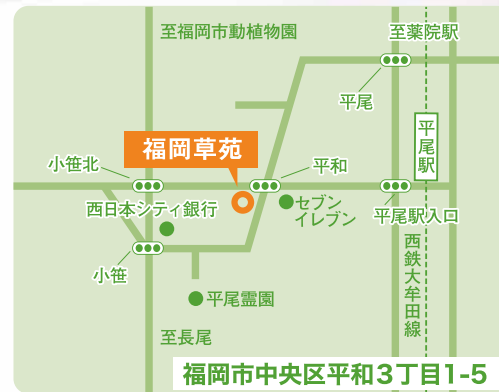 至福岡市動植物園
至薬院駅
平尾
平尾駅
福岡草苑
小笹北
平和
西日本シティ銀行
セブン
イレブン
平尾駅入口
西鉄大牟田線
小笹
平尾霊園
至長尾
福岡市中央区平和3丁目1-5